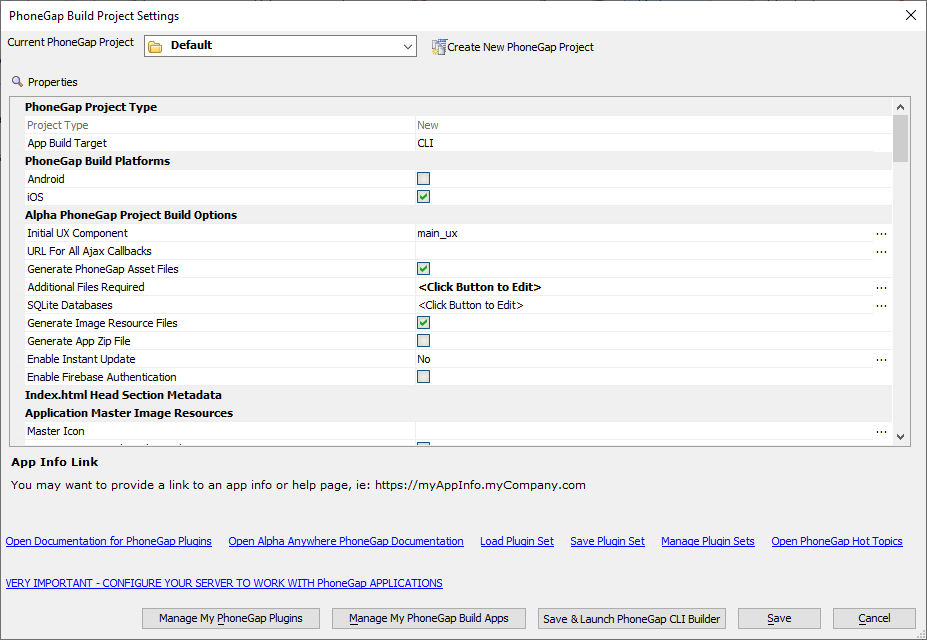 PhoneGap Build Project Settings
Current PhoneGap Project Default Create New PhoneGap Project
Properties
PhoneGap Project Type
Project Type New
App Build Target CLI
PhoneGap Build Platforms
Android
iOS
Alpha PhoneGap Project Build Options
Initial UX Component main_ux ...
URL For All Ajax Callbacks ...
Generate PhoneGap Asset Files
Additional Files Required <Click Button to Edit> ...
SQLite Databases <Click Button to Edit> ...
Generate Image Resource Files
Generate App Zip File
Enable Instant Update No ...
Enable Firebase Authentication
Index.html Head Section Metadata
Application Master Image Resources
Master Icon ...
App Info Link
You may want to provide a link to an app info or help page, ie: https://myAppInfo.myCompany.com
Open Documentation for PhoneGap Plugins Open Alpha Anywhere PhoneGap Documentation Load Plugin Set Save Plugin Set Manage Plugin Sets Open PhoneGap Hot Topics
VERY IMPORTANT - CONFIGURE YOUR SERVER TO WORK WITH PhoneGap APPLICATIONS
Manage My PhoneGap Plugins Manage My PhoneGap Build Apps Save & Launch PhoneGap CLI Builder Save Cancel